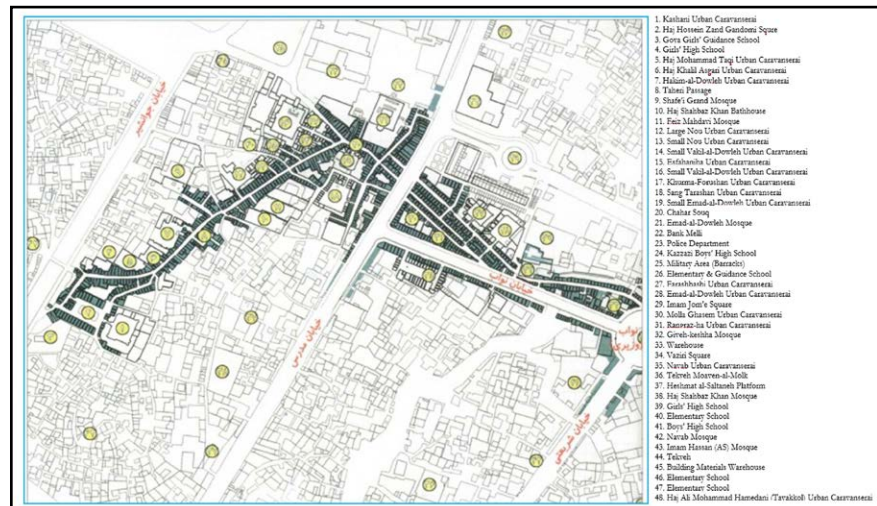 خیابان جوانشیر
خیابان مدرس
خیابان نواب
خیابان شریعتی
نواب
1. Kashani Urban Caravanserai
2. Haj Hossein Zand Gandomi Squre
3. Gova Girls' Guidance School
4. Girls' High School
5. Haj Mohammad Taqi Urban Caravanserai
6. Haj Khalil Asgari Urban Caravanserai
7. Hakim-al-Dowleh Urban Caravanserai
8. Taheri Passage
9. Shafe'i Grand Mosque
10. Haj Shahbaz Khan Bathhouse
11. Feiz Mahdavi Mosque
12. Large Nou Urban Caravanserai
13. Small Nou Urban Caravanserai
14. Small Vakil-al-Dowleh Urban Caravanserai
15. Esfahaniha Urban Caravanserai
16. Small Vakil-al-Dowleh Urban Caravanserai
17. Khurma-Forushan Urban Caravanserai
18. Sang Tarashan Urban Caravanserai
19. Small Emad-al-Dowleh Urban Caravanserai
20. Chahar Souq
21. Emad-al-Dowleh Mosque
22. Bank Melli
23. Police Department
24. Kazzazi Boys' High School
25. Military Area (Barracks)
26. Elementary & Guidance School
27. Farashbashi Urban Caravanserai
28. Emad-al-Dowleh Urban Caravanserai
29. Imam Jom'e Square
30. Molla Ghasem Urban Caravanserai
31. Urban Caravanserai
32. Giveh-keshha Mosque
33. Warehouse
34. Vaziri Square
35. Navab Urban Caravanserai
36. Tekyeh Moaven-al-Molk
37. Heshmat al-Saltaneh Platform
38. Haj Shahbaz Khan Mosque
39. Girls' High School
40. Elementary School
41. Boys' High School
42. Navab Mosque
43. Imam Hassan (AS) Mosque
44. Tekyeh
45. Building Materials Warehouse
46. Elementary School
47. Elementary School
48. Haj Ali Mohammad Hamedani (Tavakkol) Urban Caravanserai